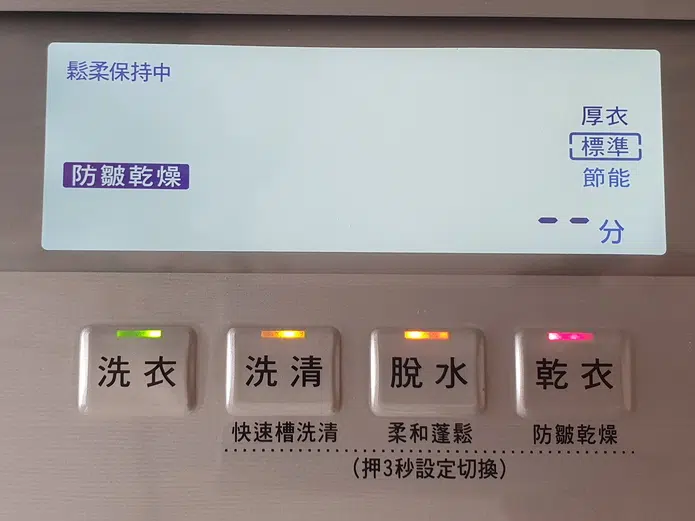 鬆柔保持中
厚衣
標準
防皺乾燥
節能
-- 分
洗衣
洗清
脫水
乾衣
快速槽洗清
柔和蓬鬆
防皺乾燥
(押3秒設定切換)